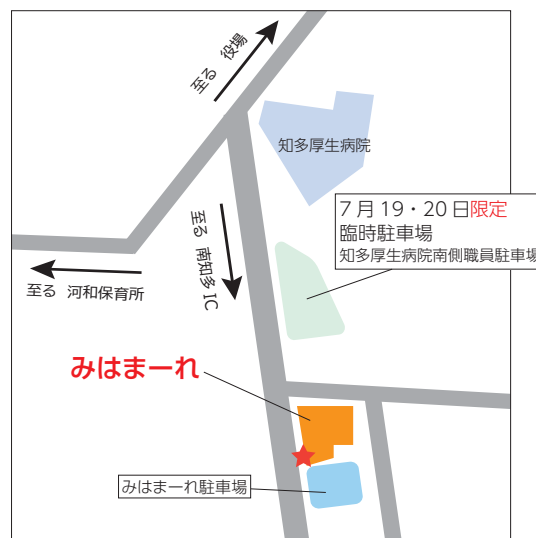 至る 役場
知多厚生病院
7月19・20日限定
臨時駐車場
知多厚生病院南側職員駐車場
至る 南知多IC
至る 河和保育所
みはまーれ
みはまーれ駐車場